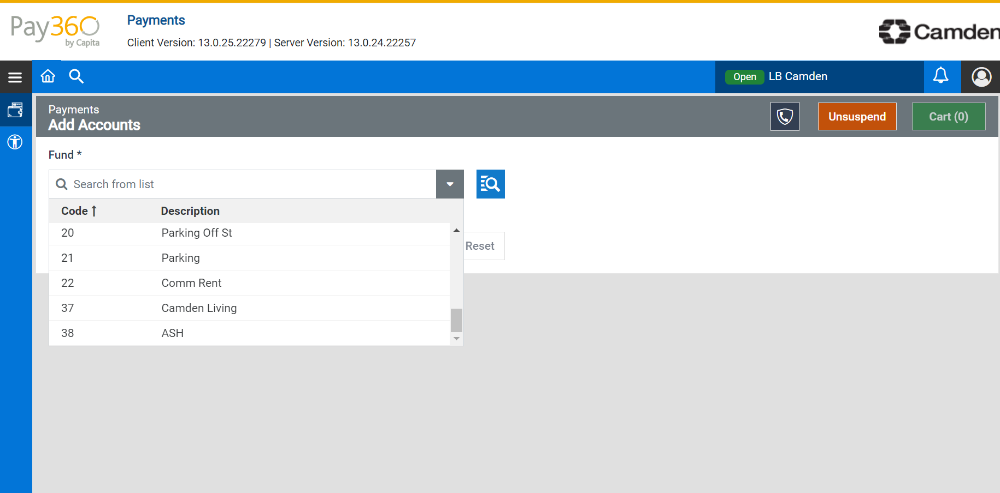 Pay360
by Capita
Payments
Client Version: 13.0.25.22279 | Server Version: 13.0.24.22257
Camden
Open LB Camden
Payments
Add Accounts
Unsuspend
Cart (0)
Fund *
Search from list
Code↑ Description
20 Parking Off St
21 Parking
22 Comm Rent
37 Camden Living
38 ASH
Reset